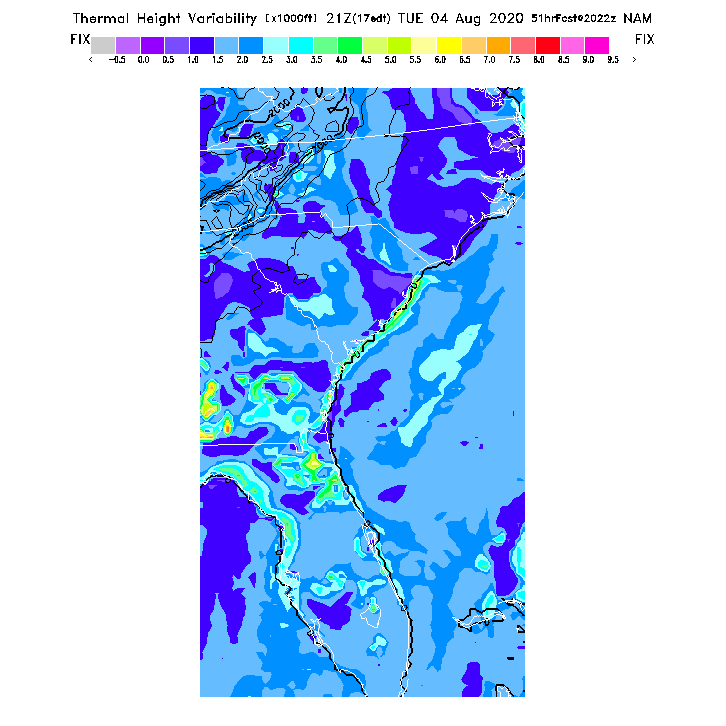 Thermal Height Variability [x1000ft] 21Z(17edt) TUE 04 Aug 2020 51hrFcst@2022z NAM
FIX FIX
< -0.5 0.0 0.5 1.0 1.5 2.0 2.5 3.0 3.5 4.0 4.5 5.0 5.5 6.0 6.5 7.0 7.5 8.0 8.5 9.0 9.5 >
2000